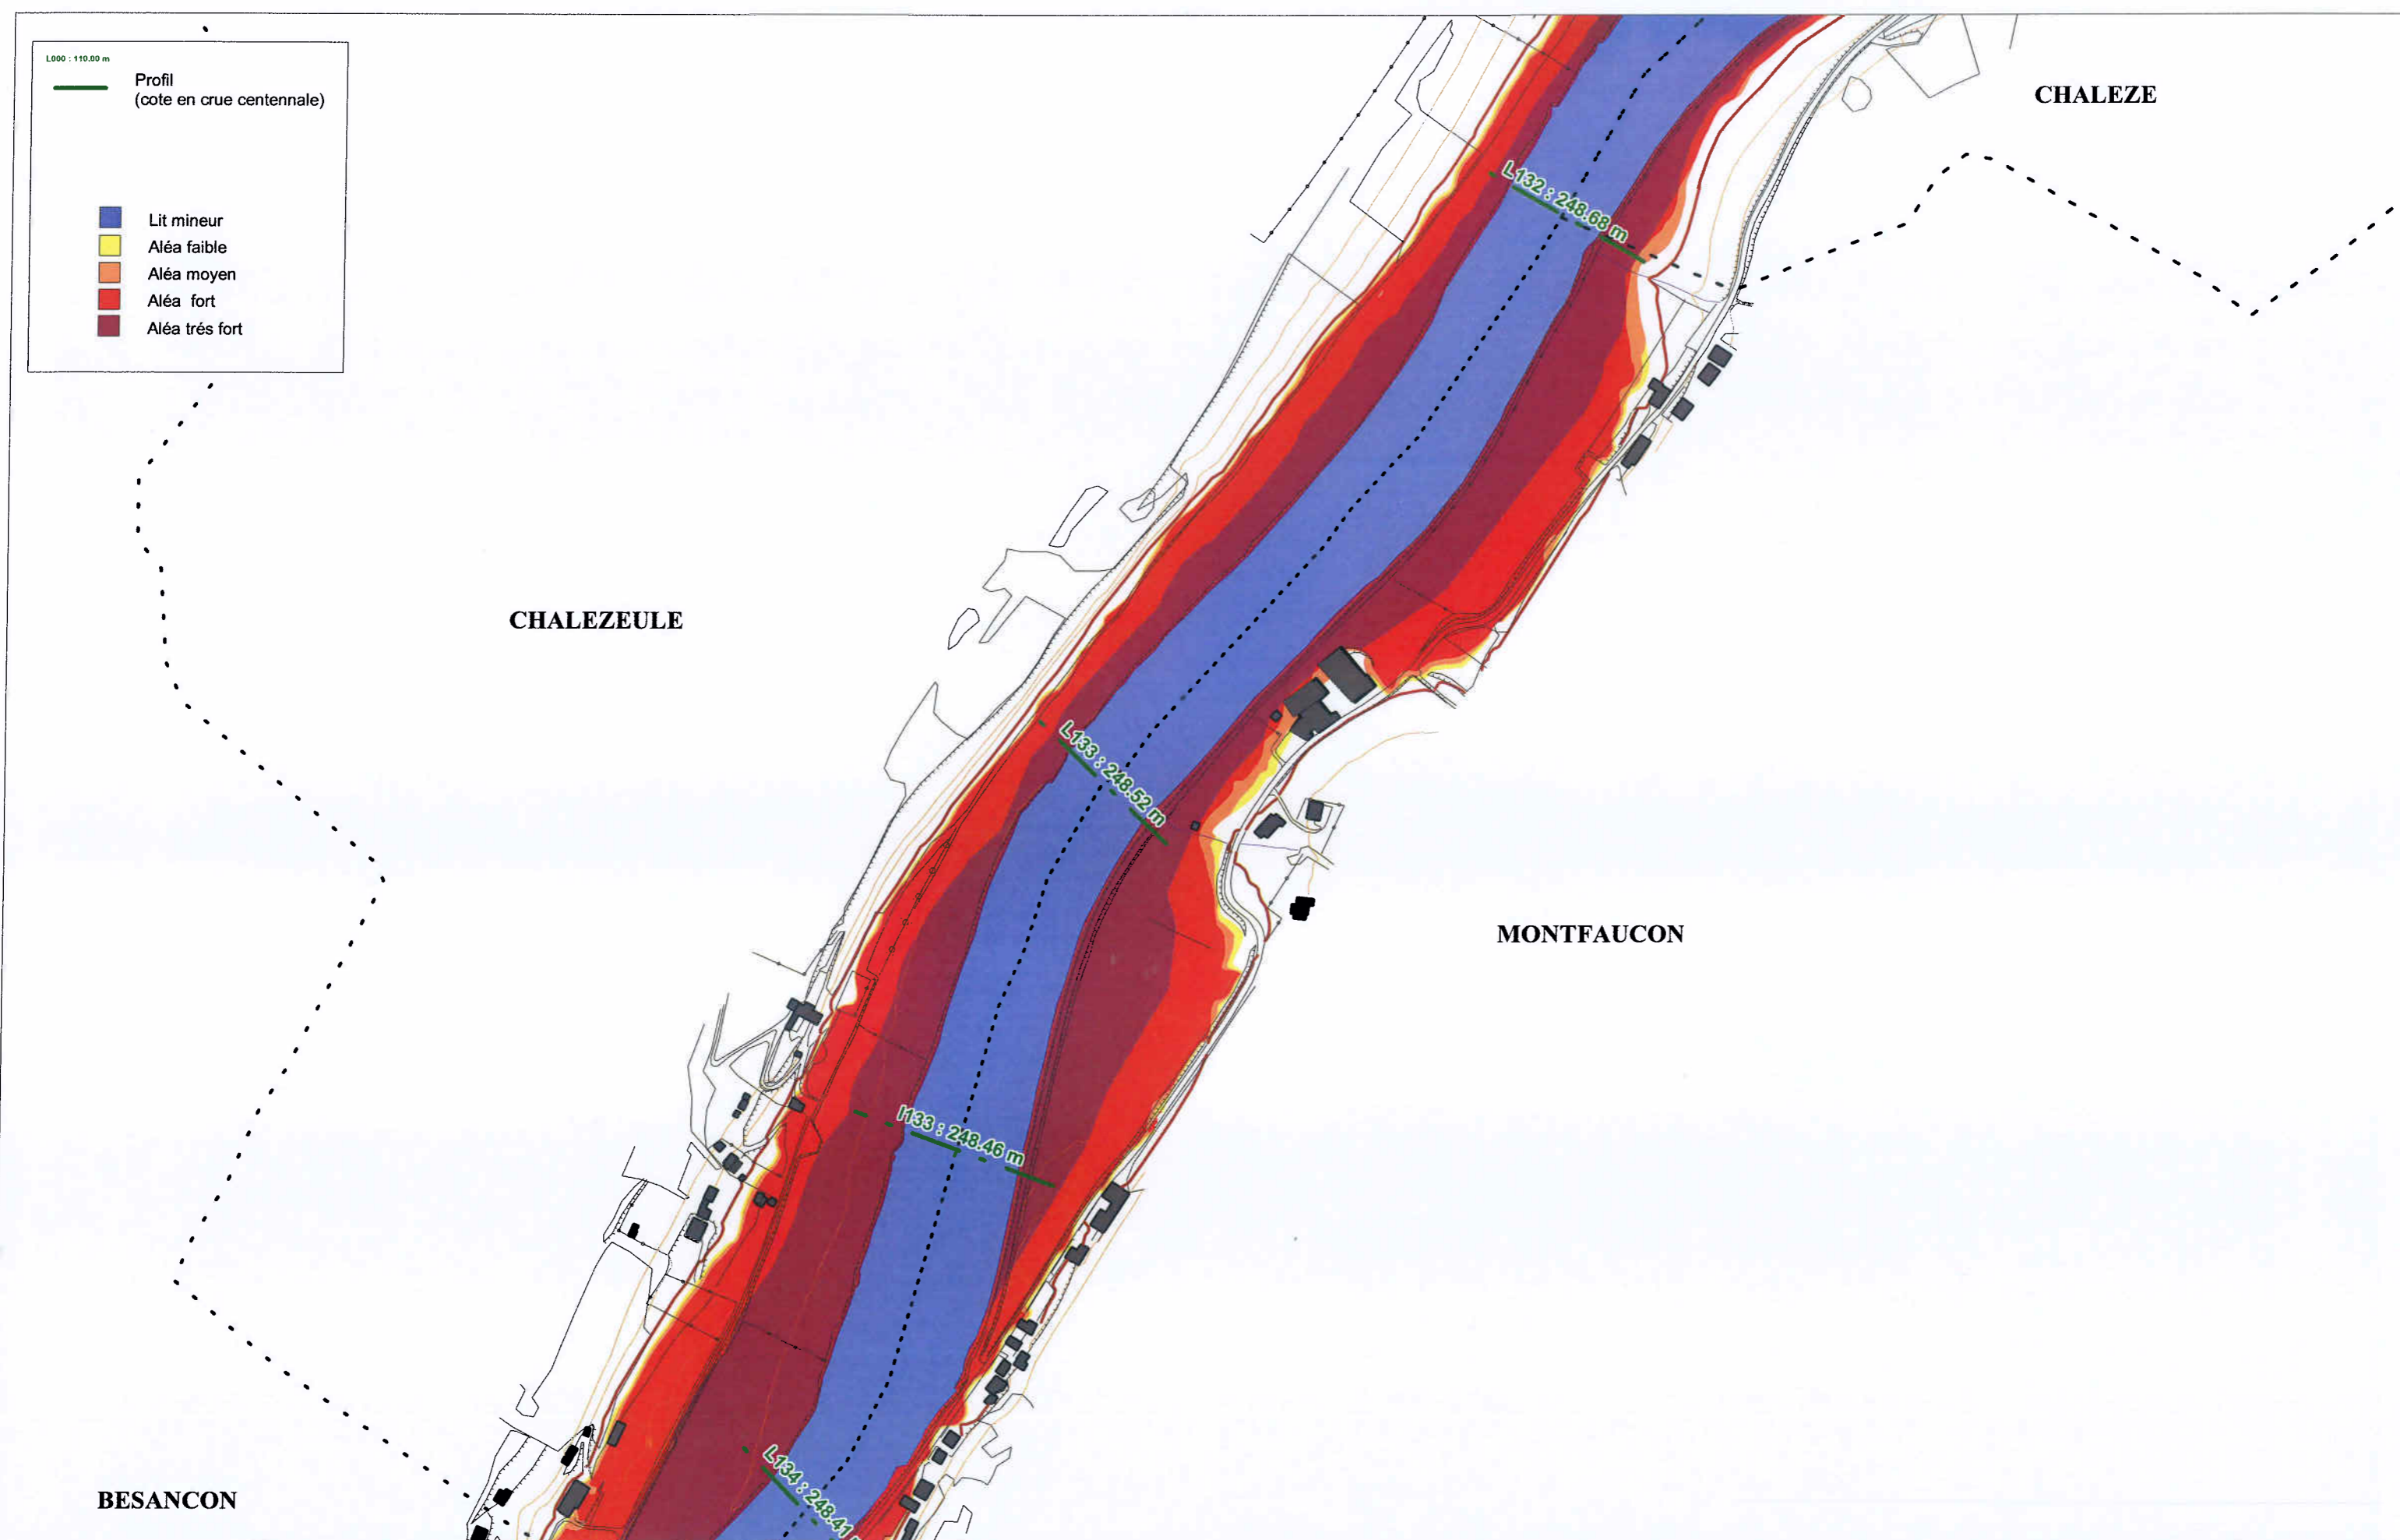 L000 : 110.00 m
Profil
(cote en crue centennale)
Lit mineur
Aléa faible
Aléa moyen
Aléa fort
Aléa trés fort
CHALEZE
L132 : 248.68 m
CHALEZEULE
L133 : 248.52 m
MONTFAUCON
I133 : 248.46 m
L134 : 248.41
BESANCON